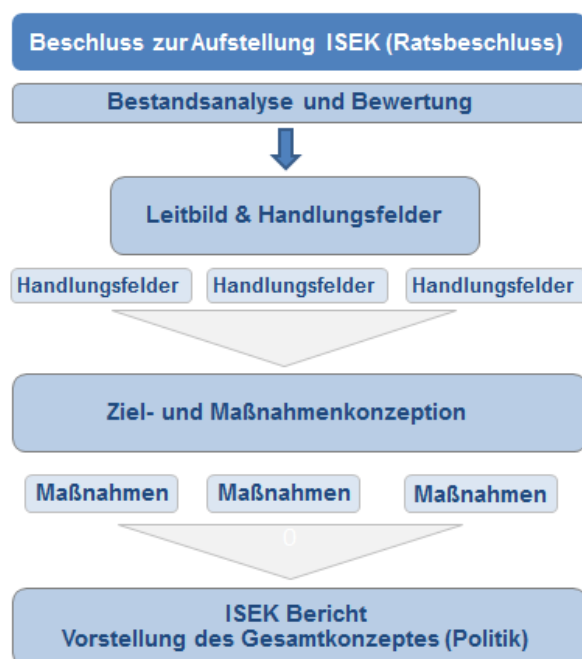 Beschluss zur Aufstellung ISEK (Ratsbeschluss)
Bestandsanalyse und Bewertung
Leitbild & Handlungsfelder
Handlungsfelder Handlungsfelder Handlungsfelder
Ziel- und Maßnahmenkonzeption
Maßnahmen Maßnahmen Maßnahmen
0
ISEK Bericht
Vorstellung des Gesamtkonzeptes (Politik)